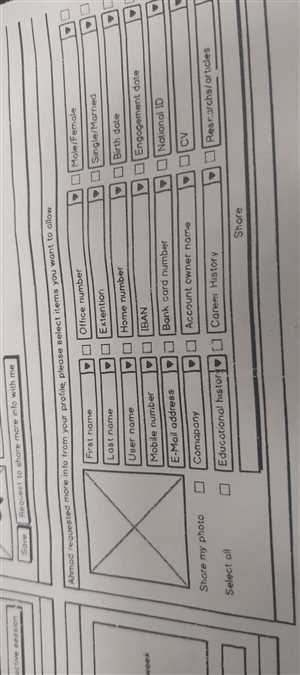 ective session
week
Save
Request to share more info with me
Ahmad requested more info from your profile, please select items you want to allow
First name
Office number
Male/Female
Last name
Extention
Single/Married
User name
Home number
Birth date
Mobile number
IBAN
Engagement date
E-Mail address
Bank card number
National ID
Comapany
Account owner name
CV
Educational history
Career History
Researchs/articles
Share my photo
Select all
Share